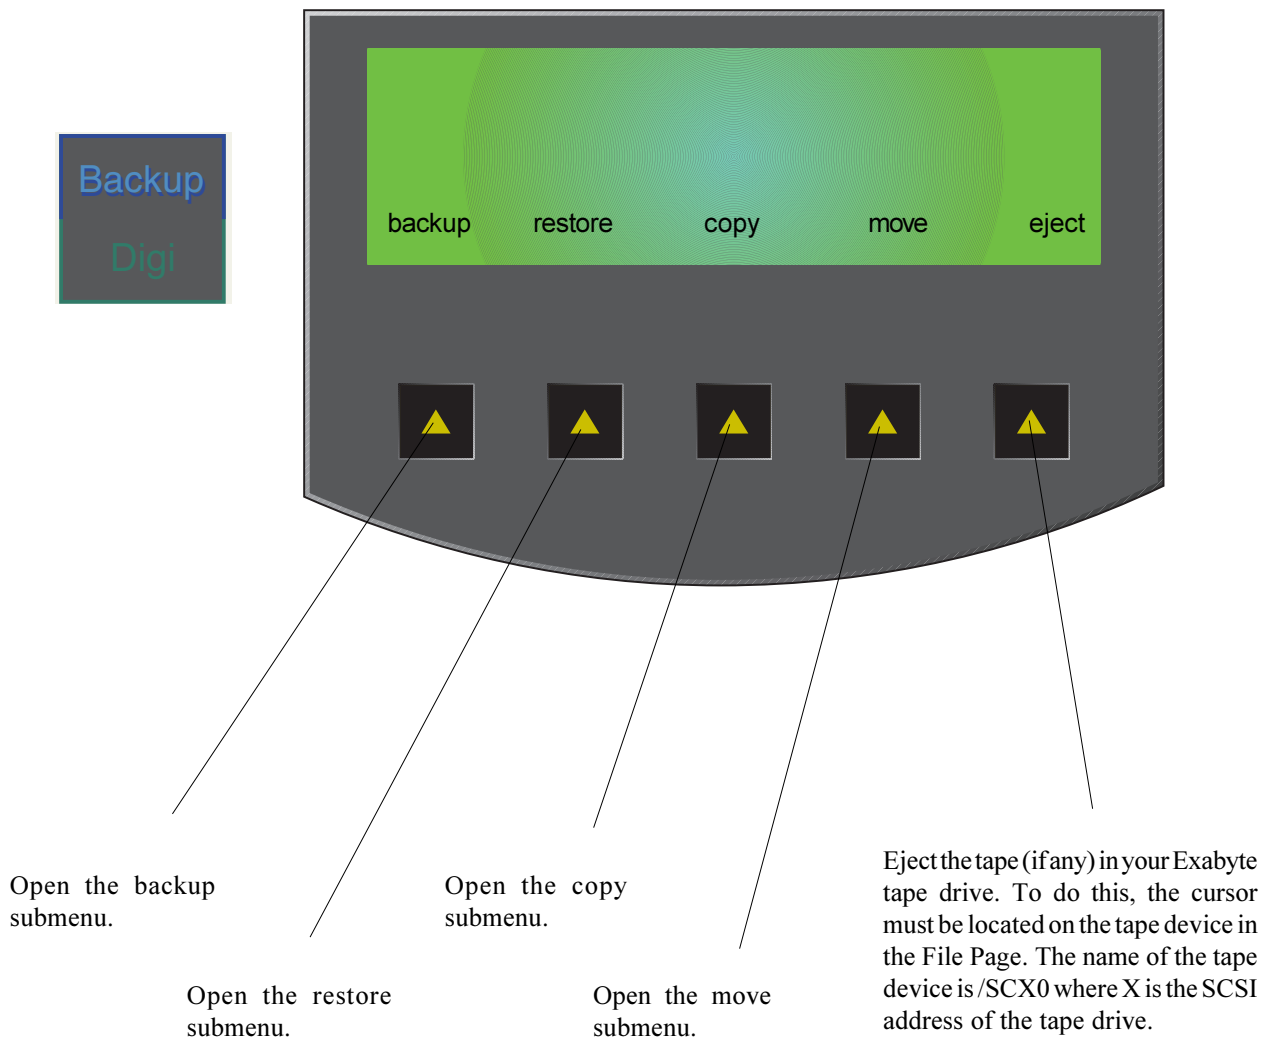 Backup
Digi
backup restore copy move eject
Open the backup
submenu.
Open the restore
submenu.
Open the copy
submenu.
Open the move
submenu.
Eject the tape (if any) in your Exabyte
tape drive. To do this, the cursor
must be located on the tape device in
the File Page. The name of the tape
device is /SCX0 where X is the SCSI
address of the tape drive.